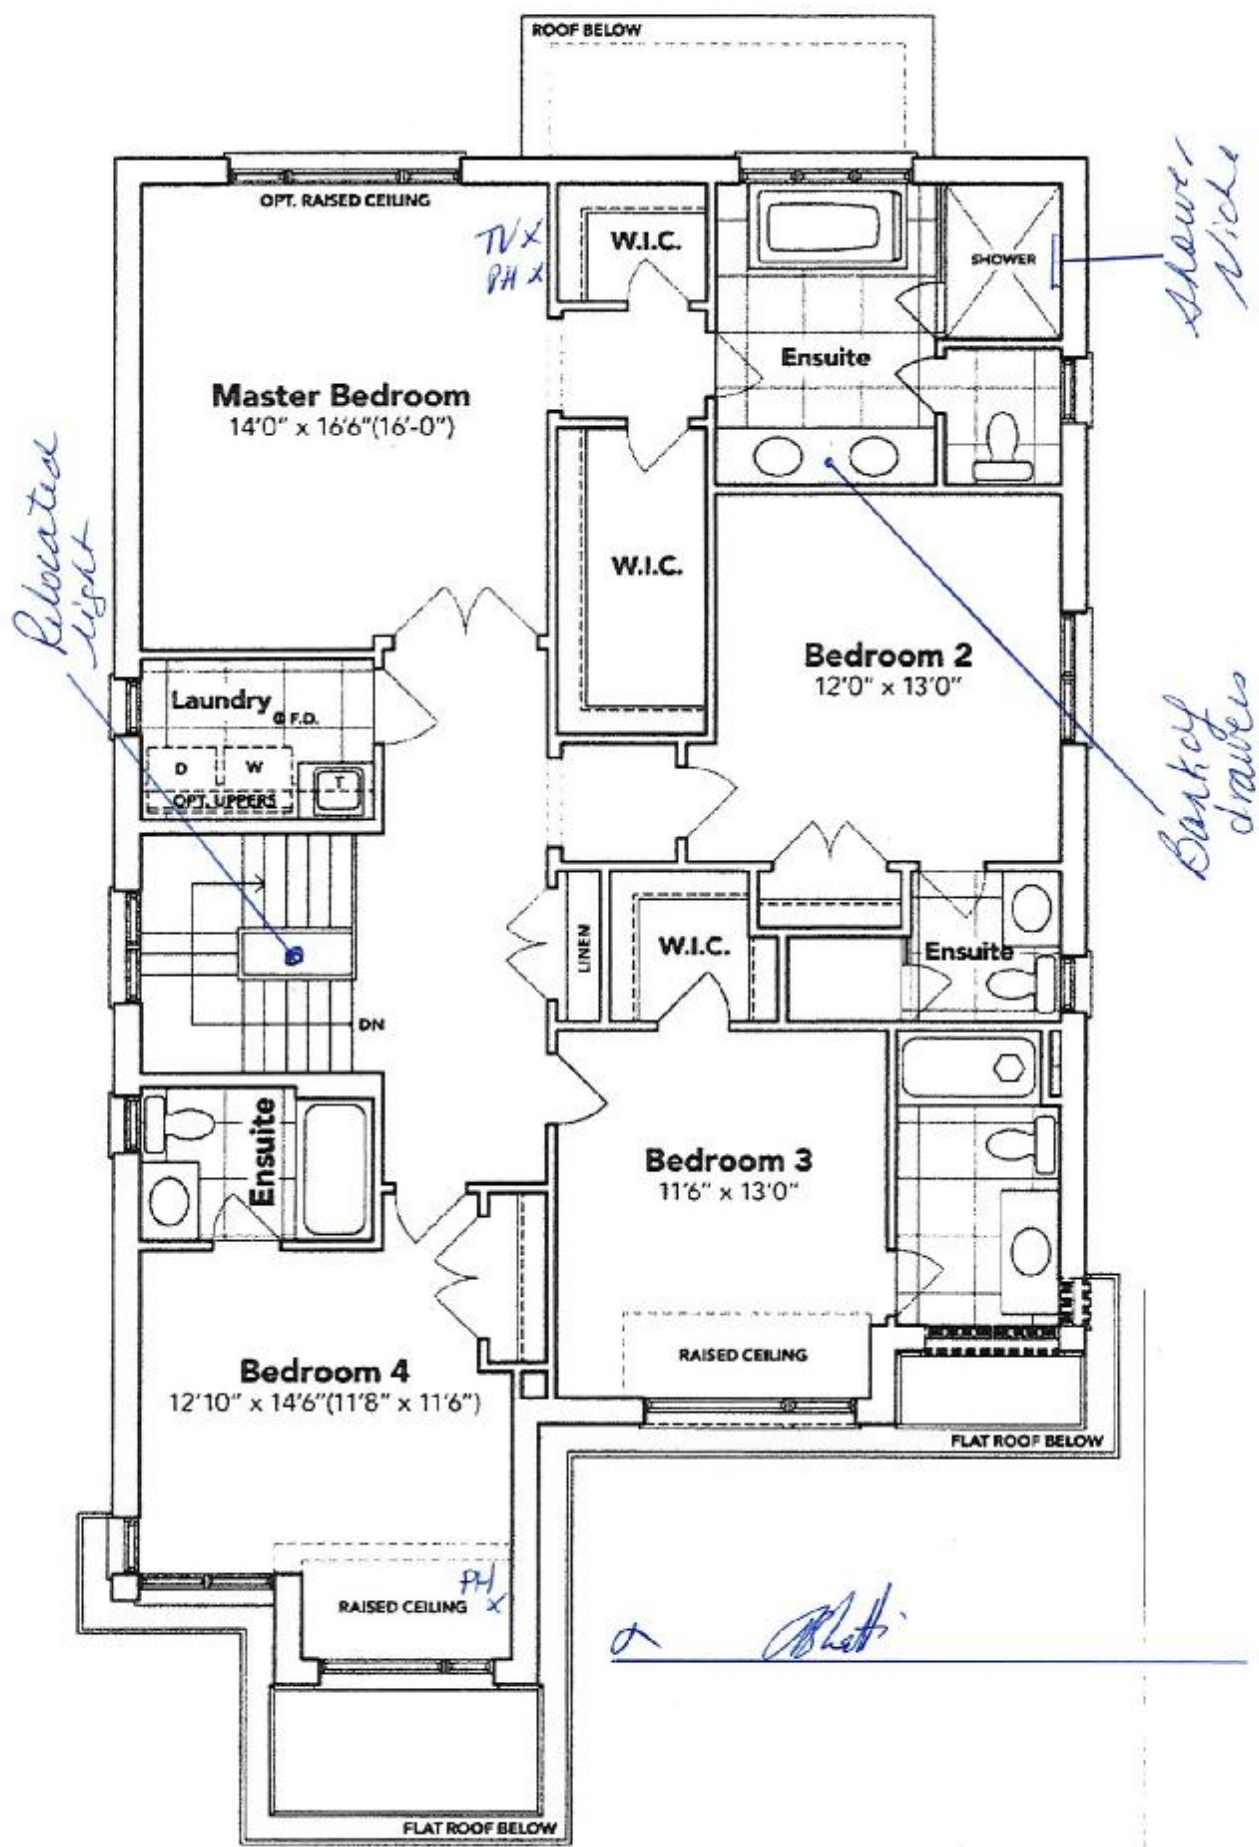 ROOF BELOW
OPT. RAISED CEILING
TV x
PH x
W.I.C.
SHOWER
Shower
Niche
Ensuite
Master Bedroom
14'0" x 16'6"(16'-0")
Relocated
light
W.I.C.
Bedroom 2
12'0" x 13'0"
Bank of
drawers
Laundry
F.D.
D
W
T
OPT. UPPERS
LINEN
W.I.C.
Ensuite
DN
Ensuite
Bedroom 3
11'6" x 13'0"
RAISED CEILING
Bedroom 4
12'10" x 14'6"(11'8" x 11'6")
FLAT ROOF BELOW
PH
x
RAISED CEILING
FLAT ROOF BELOW